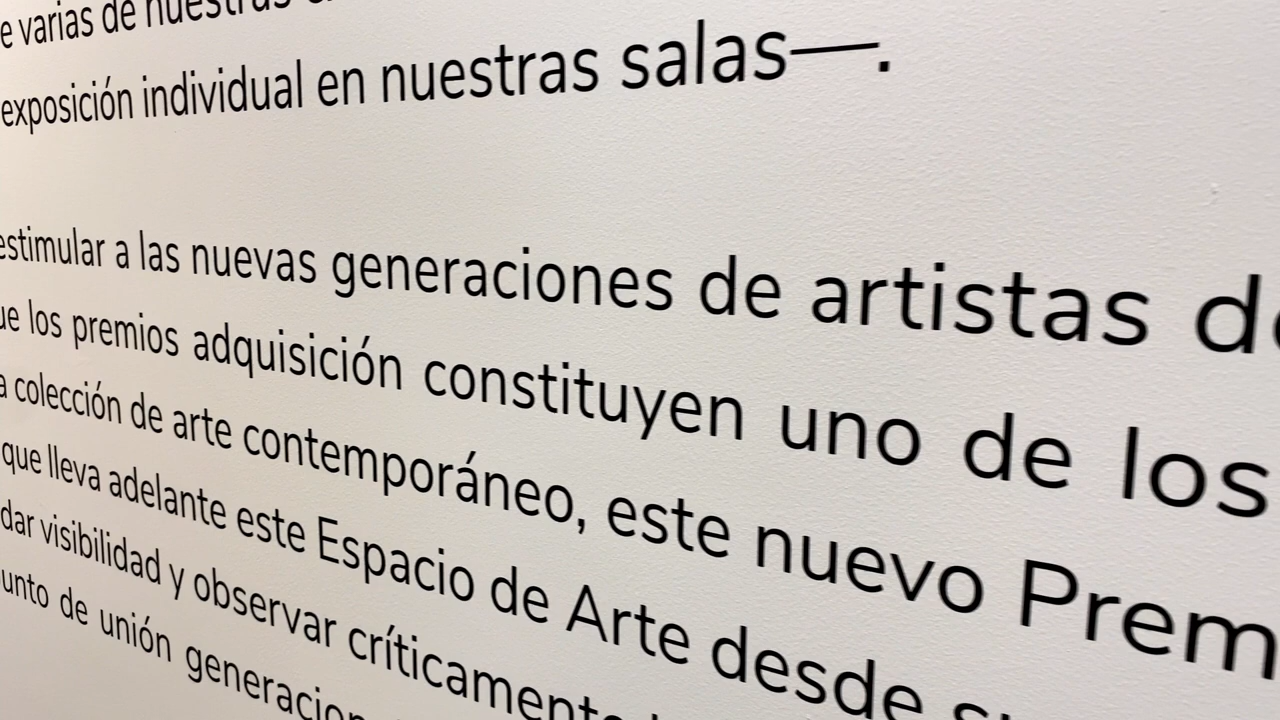 e varias de nuestras
exposición individual en nuestras salas—.
estimular a las nuevas generaciones de artistas de
ue los premios adquisición constituyen uno de los
a colección de arte contemporáneo, este nuevo Prem
que lleva adelante este Espacio de Arte desde
dar visibilidad y observar críticament
unto de unión generacion